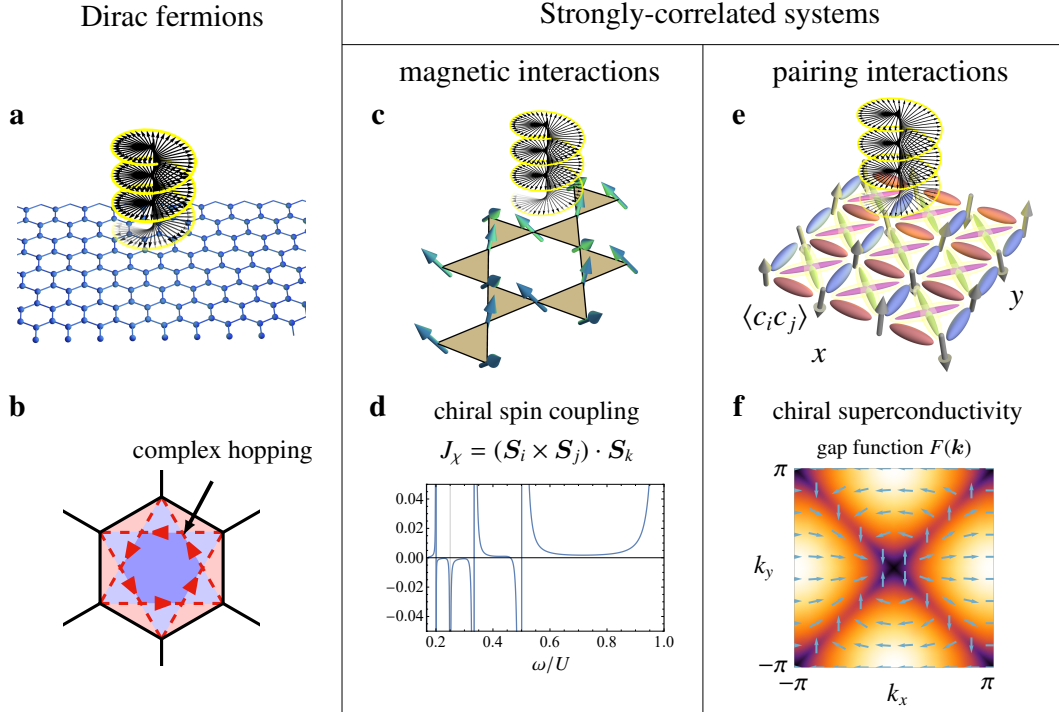 Dirac fermions
Strongly-correlated systems
magnetic interactions
pairing interactions
a
c
e
⟨c_i c_j⟩
x
y
b
complex hopping
d
chiral spin coupling
J_χ = (S_i × S_j) · S_k
0.04
0.02
0.00
−0.02
−0.04
0.2 0.4 0.6 0.8 1.0
ω/U
f
chiral superconductivity
gap function F(k)
π
k_y
−π
−π π
k_x